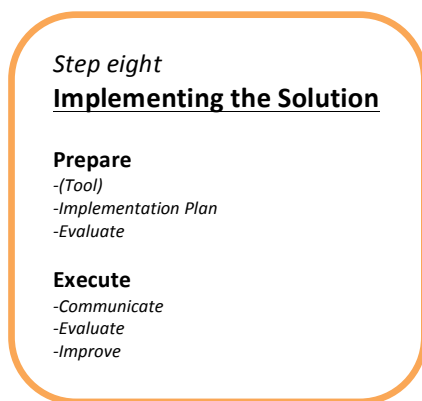 Step eight
Implementing the Solution
Prepare
-(Tool)
-Implementation Plan
-Evaluate
Execute
-Communicate
-Evaluate
-Improve